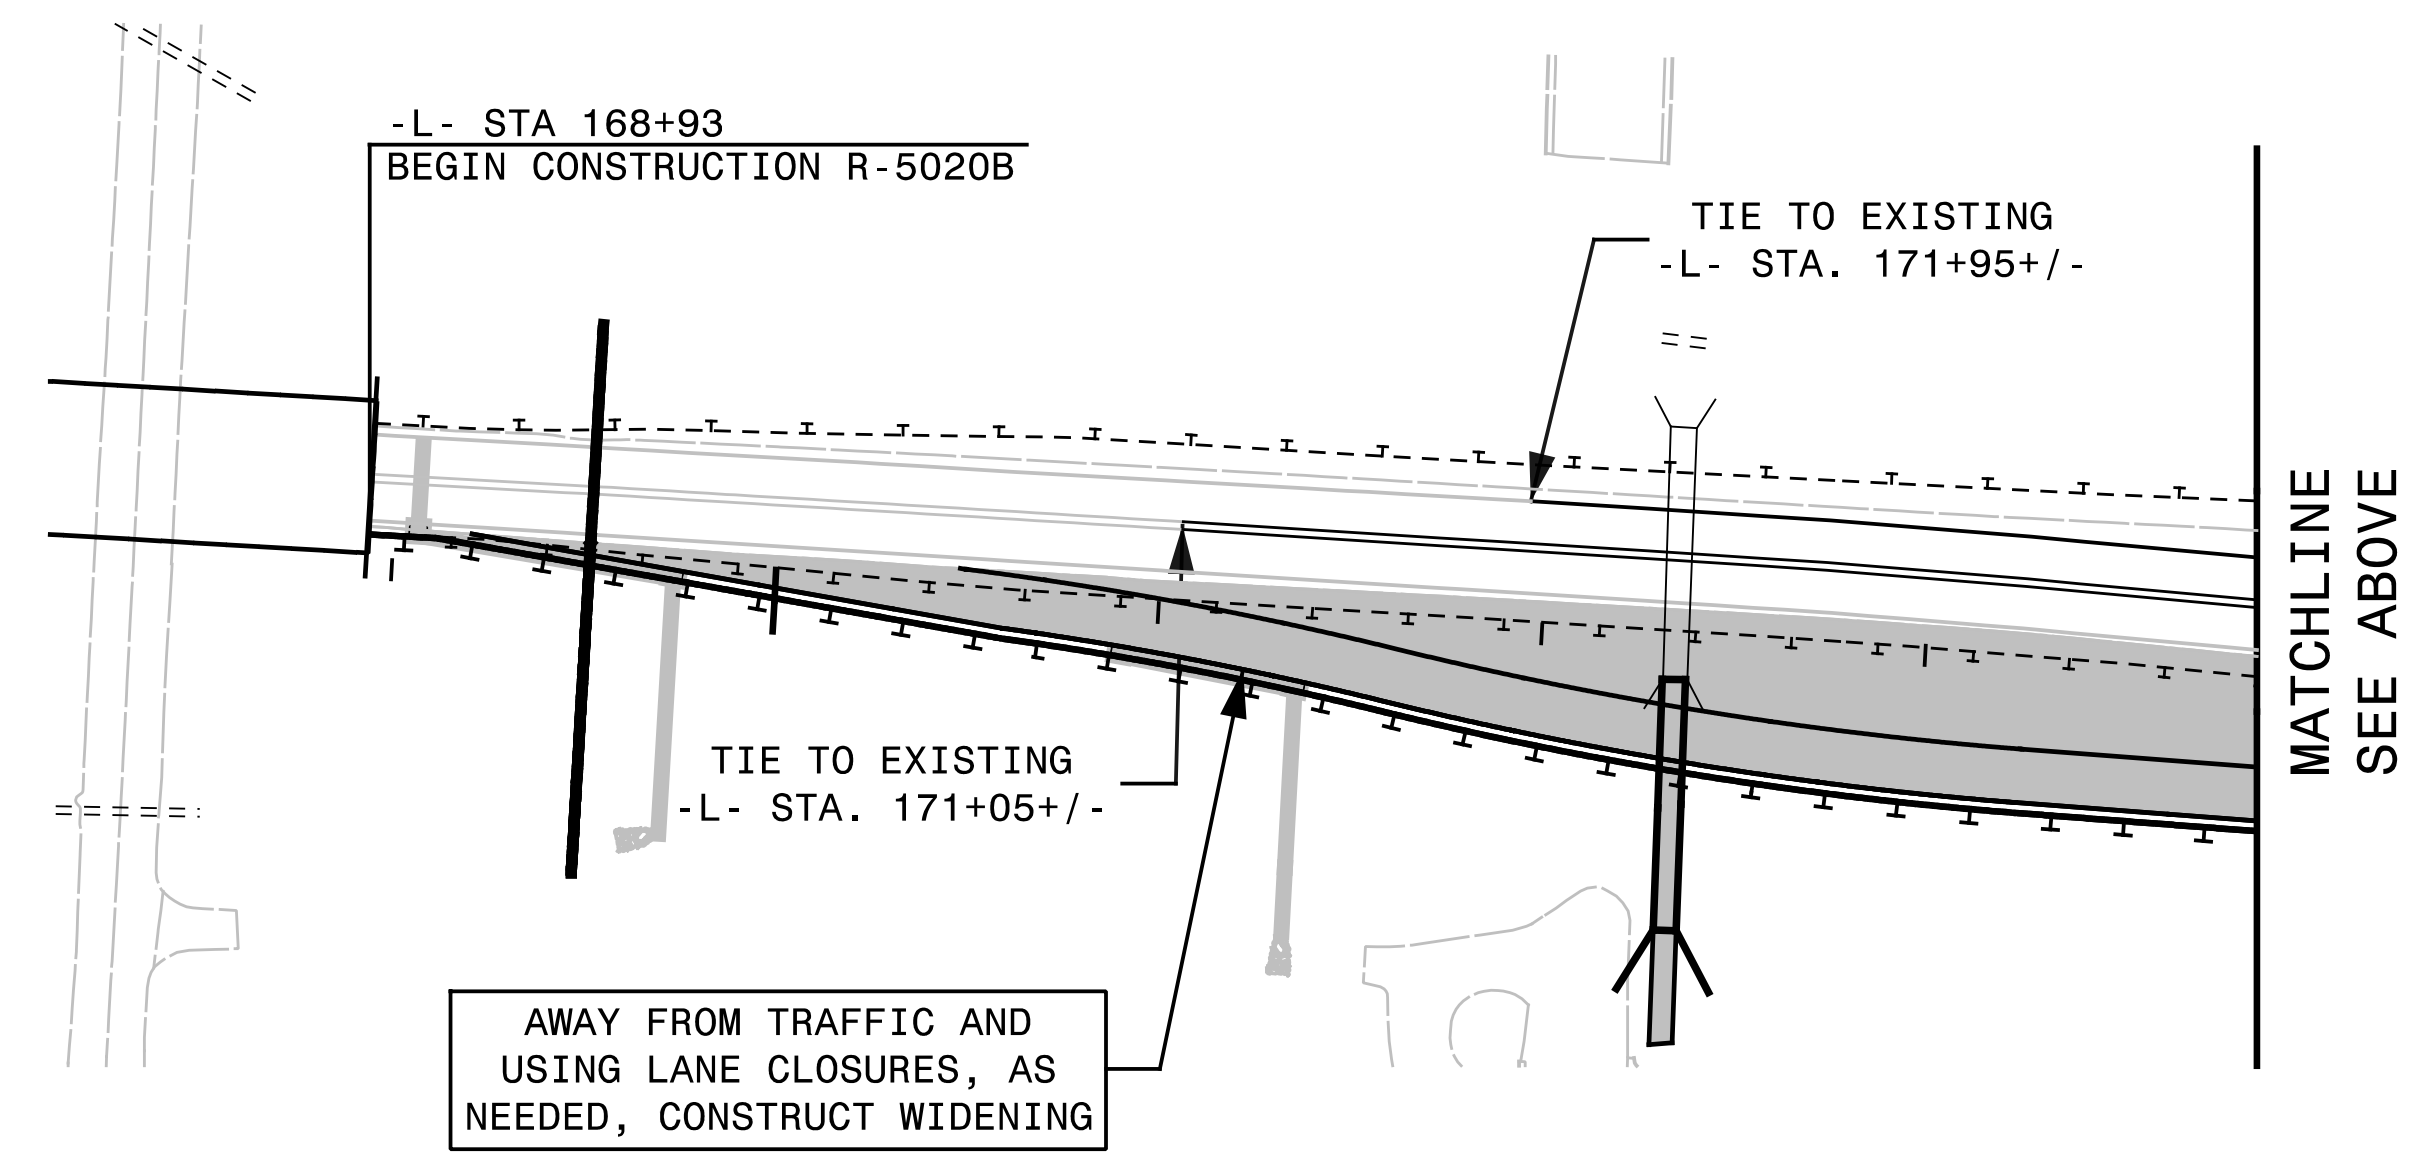 -L- STA 168+93
BEGIN CONSTRUCTION R-5020B
TIE TO EXISTING
-L- STA. 171+95+/-
MATCHLINE
SEE ABOVE
TIE TO EXISTING
-L- STA. 171+05+/-
AWAY FROM TRAFFIC AND
USING LANE CLOSURES, AS
NEEDED, CONSTRUCT WIDENING